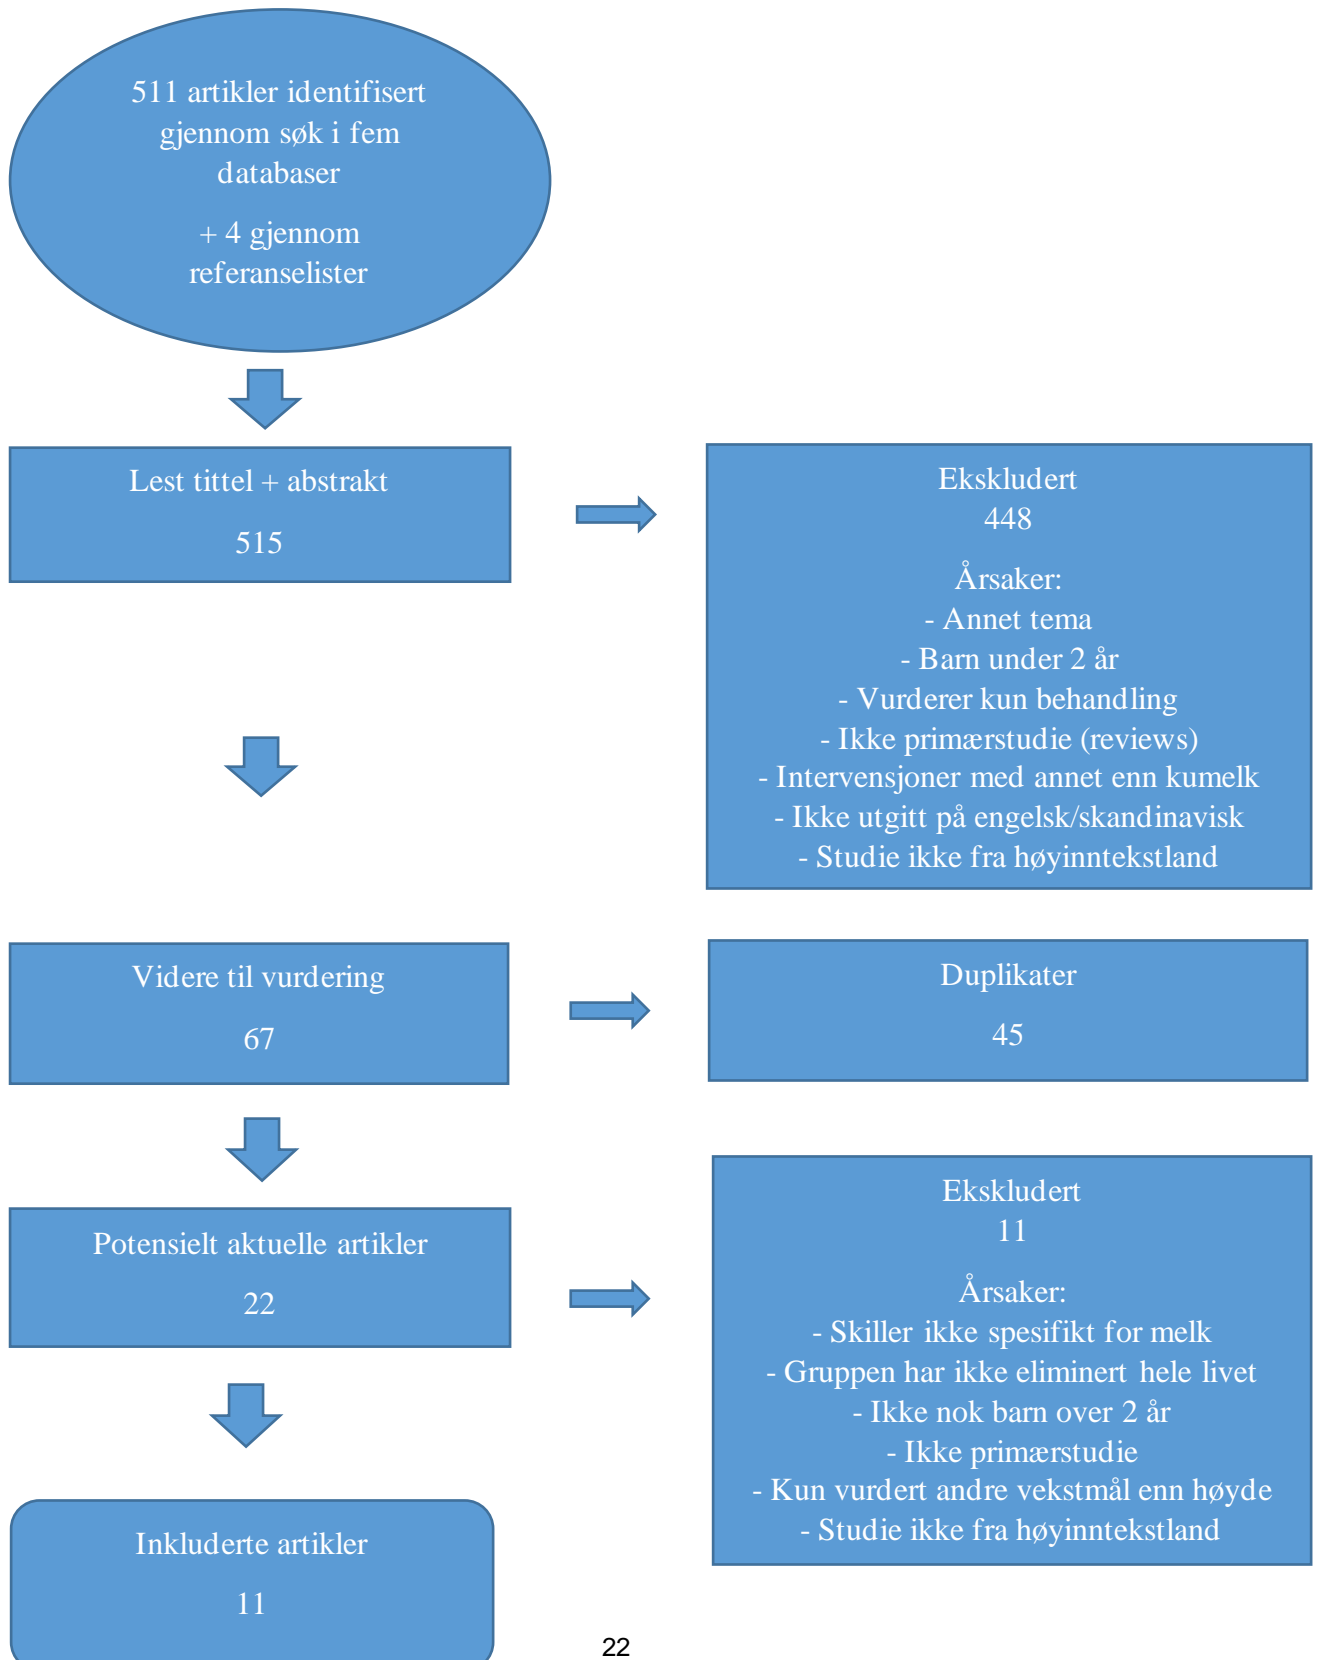 511 artikler identifisert
gjennom søk i fem
databaser
+ 4 gjennom
referanselister
Lest tittel + abstrakt
515
Ekskludert
448
Årsaker:
- Annet tema
- Barn under 2 år
- Vurderer kun behandling
- Ikke primærstudie (reviews)
- Intervensjoner med annet enn kumelk
- Ikke utgitt på engelsk/skandinavisk
- Studie ikke fra høyinntekstland
Videre til vurdering
67
Duplikater
45
Potensielt aktuelle artikler
22
Ekskludert
11
Årsaker:
- Skiller ikke spesifikt for melk
- Gruppen har ikke eliminert hele livet
- Ikke nok barn over 2 år
- Ikke primærstudie
- Kun vurdert andre vekstmål enn høyde
- Studie ikke fra høyinntekstland
Inkluderte artikler
11
22